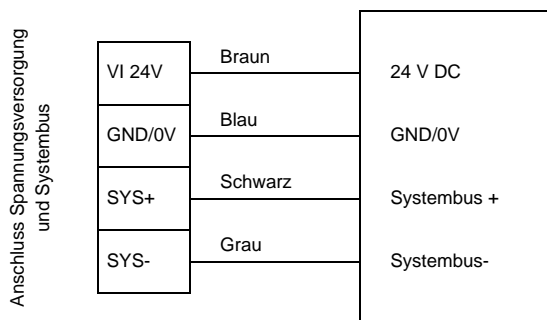 Anschluss Spannungsversorgung
und Systembus
VI 24V
Braun
24 V DC
GND/0V
Blau
GND/0V
SYS+
Schwarz
Systembus +
SYS-
Grau
Systembus-